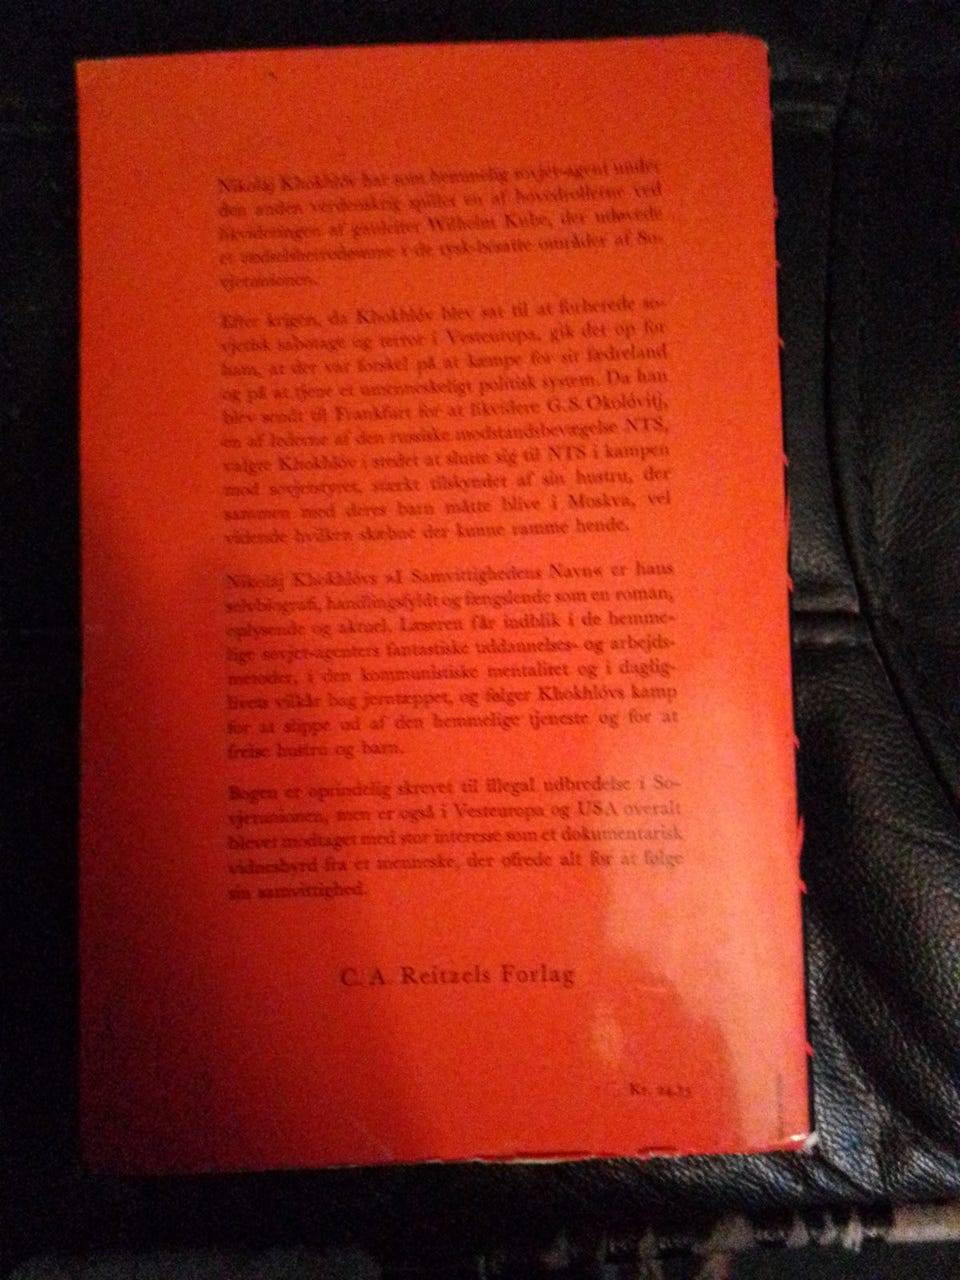 Nikolaj Khokhlóv har som hemmelig sovjet-agent under
den anden verdenskrig spillet en af hovedrollerne ved
likvideringen af gauleiter Wilhelm Kube, der udøvede
et rædselsherredømme i de tysk-besatte områder af So-
vjetunionen.
Efter krigen, da Khokhlóv blev sat til at forberede so-
vjetisk sabotage og terror i Vesteuropa, gik det op for
ham, at der var forskel på at kæmpe for sit fædreland
og på at tjene et umenneskeligt politisk system. Da han
blev sendt til Frankfurt for at likvidere G. S. Okolóvitj,
en af lederne af den russiske modstandsbevægelse NTS,
valgte Khokhlóv i stedet at slutte sig til NTS i kampen
mod sovjetstyret, stærkt tilskyndet af sin hustru, der
sammen med deres barn måtte blive i Moskva, vel
vidende hvilken skæbne der kunne ramme hende.
Nikolaj Khokhlóvs »I Samvittighedens Navn« er hans
selvbiografi, handlingsfyldt og fængslende som en roman,
oplysende og aktuel. Læseren får indblik i de hemme-
lige sovjet-agenters fantastiske uddannelses- og arbejds-
metoder, i den kommunistiske mentalitet og i daglig-
livets vilkår bag jerntæppet, og følger Khokhlóvs kamp
for at slippe ud af den hemmelige tjeneste og for at
frelse hustru og barn.
Bogen er oprindelig skrevet til illegal udbredelse i So-
vjetunionen, men er også i Vesteuropa og USA overalt
blevet modtaget med stor interesse som et dokumentarisk
vidnesbyrd fra et menneske, der ofrede alt for at følge
sin samvittighed.
C. A. Reitzels Forlag
Kr. 24,75